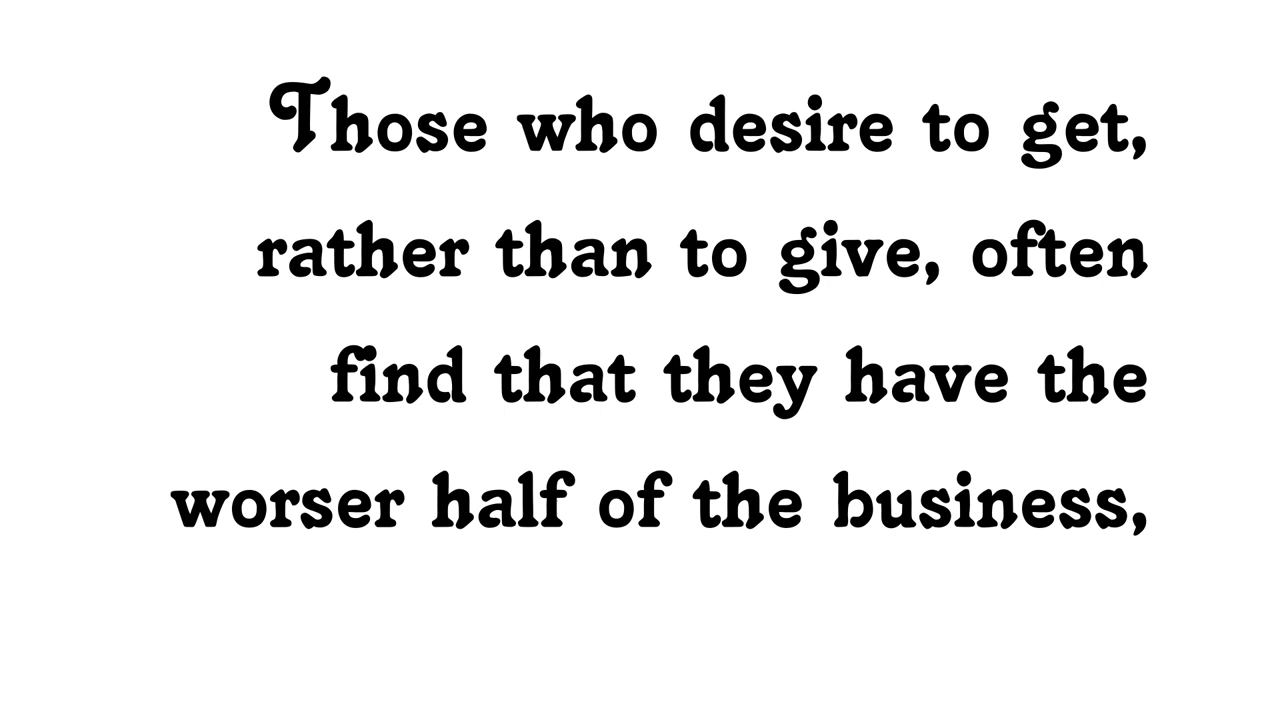 Those who desire to get,
rather than to give, often
find that they have the
worser half of the business,